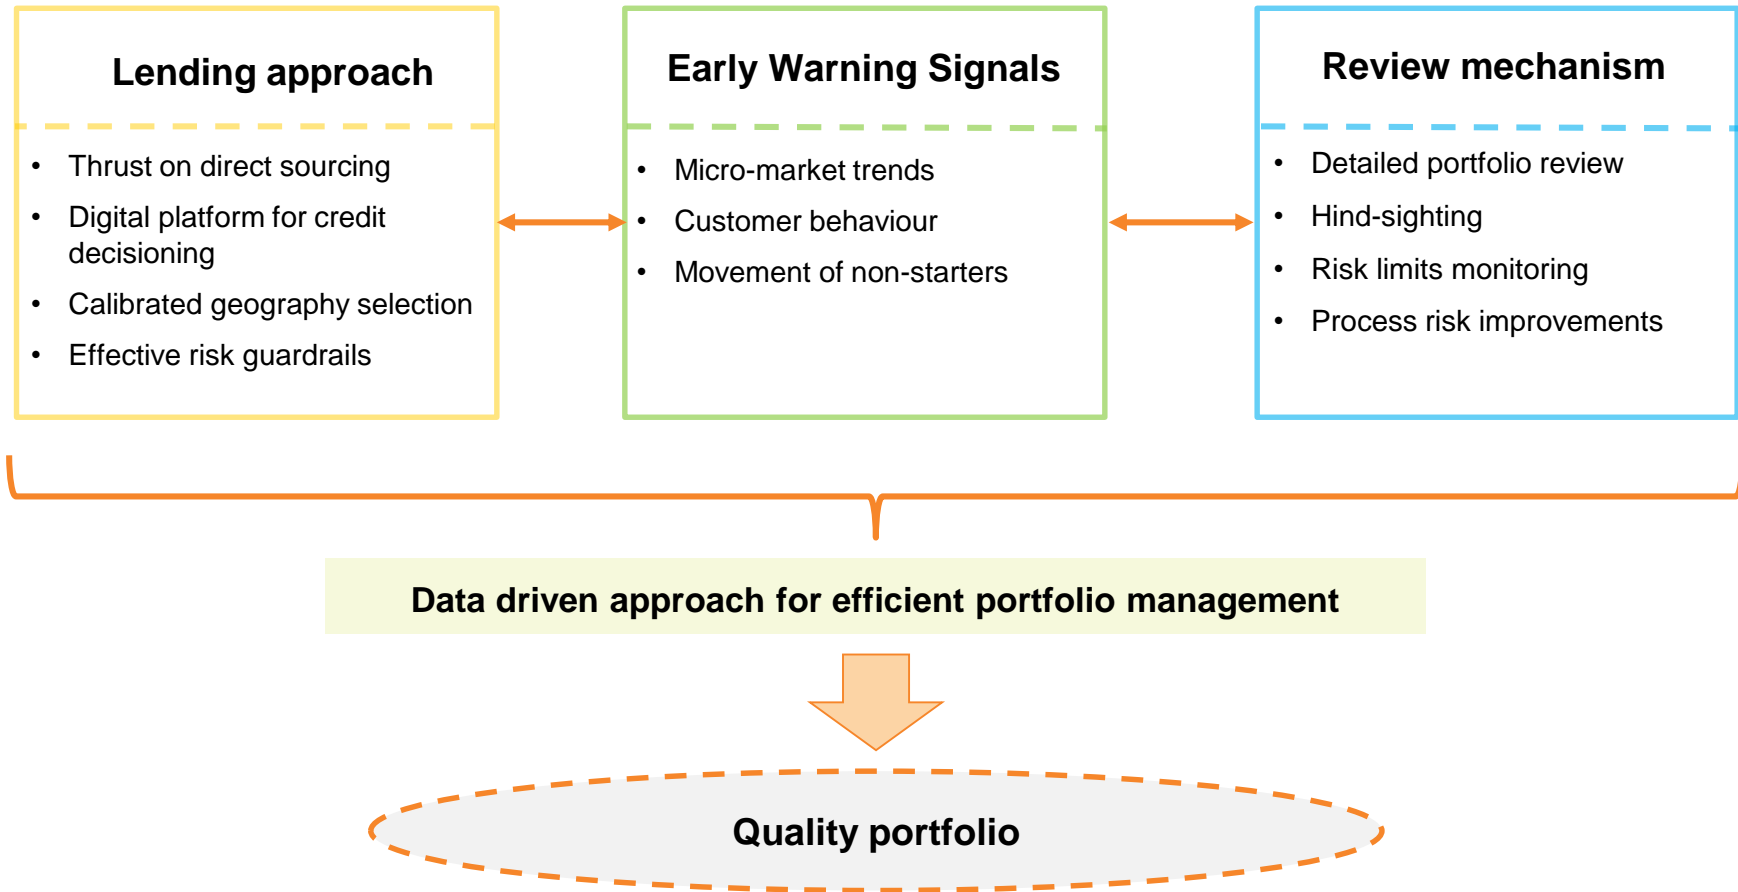 Lending approach
• Thrust on direct sourcing
• Digital platform for credit
decisioning
• Calibrated geography selection
• Effective risk guardrails
Early Warning Signals
• Micro-market trends
• Customer behaviour
• Movement of non-starters
Review mechanism
• Detailed portfolio review
• Hind-sighting
• Risk limits monitoring
• Process risk improvements
Data driven approach for efficient portfolio management
Quality portfolio